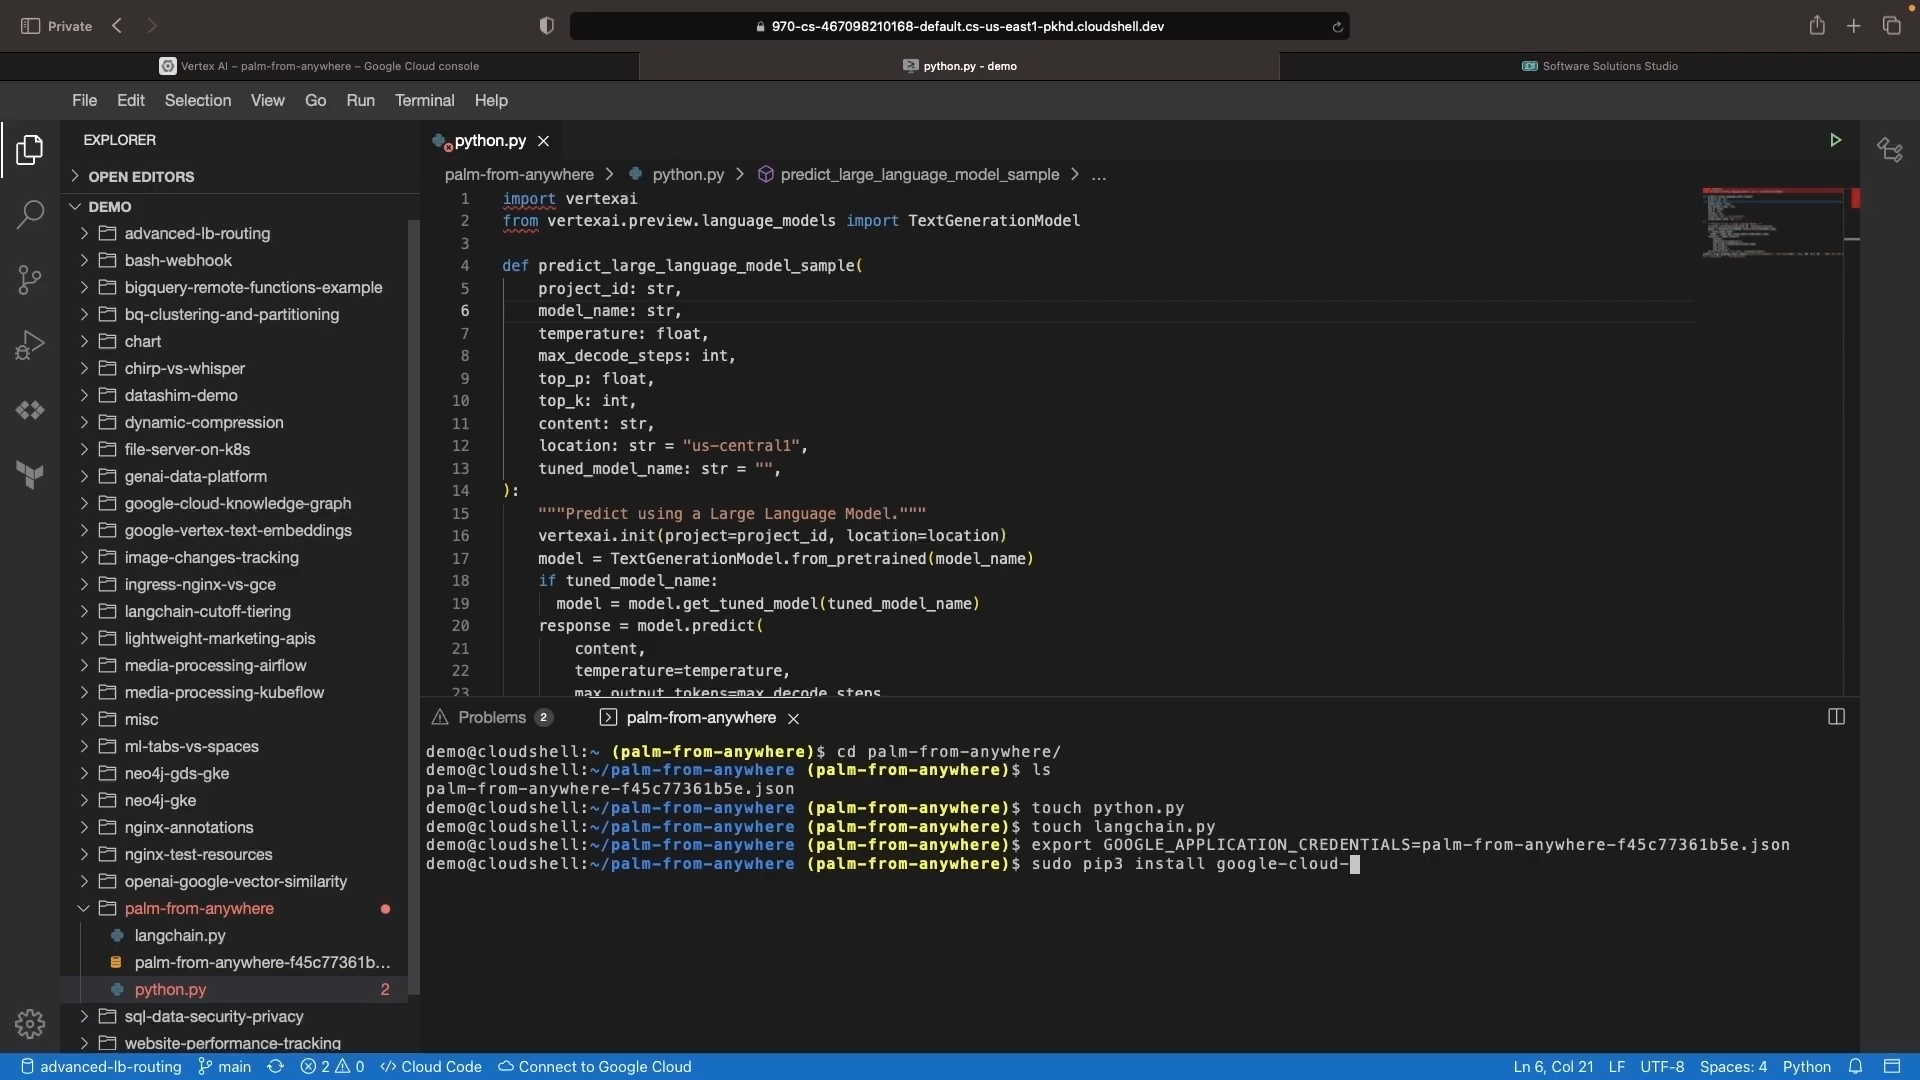 Private
970-cs-467098210168-default.cs-us-east1-pkhd.cloudshell.dev
Vertex AI – palm-from-anywhere – Google Cloud console
python.py - demo
Software Solutions Studio
File Edit Selection View Go Run Terminal Help
EXPLORER
OPEN EDITORS
DEMO
advanced-lb-routing
bash-webhook
bigquery-remote-functions-example
bq-clustering-and-partitioning
chart
chirp-vs-whisper
datashim-demo
dynamic-compression
file-server-on-k8s
genai-data-platform
google-cloud-knowledge-graph
google-vertex-text-embeddings
image-changes-tracking
ingress-nginx-vs-gce
langchain-cutoff-tiering
lightweight-marketing-apis
media-processing-airflow
media-processing-kubeflow
misc
ml-tabs-vs-spaces
neo4j-gds-gke
neo4j-gke
nginx-annotations
nginx-test-resources
openai-google-vector-similarity
palm-from-anywhere
langchain.py
palm-from-anywhere-f45c77361b...
python.py 2
sql-data-security-privacy
website-performance-tracking
python.py
palm-from-anywhere > python.py > predict_large_language_model_sample > ...
1 import vertexai
2 from vertexai.preview.language_models import TextGenerationModel
3
4 def predict_large_language_model_sample(
5 project_id: str,
6 model_name: str,
7 temperature: float,
8 max_decode_steps: int,
9 top_p: float,
10 top_k: int,
11 content: str,
12 location: str = "us-central1",
13 tuned_model_name: str = "",
14 ):
15 """Predict using a Large Language Model."""
16 vertexai.init(project=project_id, location=location)
17 model = TextGenerationModel.from_pretrained(model_name)
18 if tuned_model_name:
19 model = model.get_tuned_model(tuned_model_name)
20 response = model.predict(
21 content,
22 temperature=temperature,
23 max_output_tokens=max_decode_steps,
Problems 2
palm-from-anywhere
demo@cloudshell:~ (palm-from-anywhere)$ cd palm-from-anywhere/
demo@cloudshell:~/palm-from-anywhere (palm-from-anywhere)$ ls
palm-from-anywhere-f45c77361b5e.json
demo@cloudshell:~/palm-from-anywhere (palm-from-anywhere)$ touch python.py
demo@cloudshell:~/palm-from-anywhere (palm-from-anywhere)$ touch langchain.py
demo@cloudshell:~/palm-from-anywhere (palm-from-anywhere)$ export GOOGLE_APPLICATION_CREDENTIALS=palm-from-anywhere-f45c77361b5e.json
demo@cloudshell:~/palm-from-anywhere (palm-from-anywhere)$ sudo pip3 install google-cloud-
advanced-lb-routing main 2 0 Cloud Code Connect to Google Cloud
Ln 6, Col 21 LF UTF-8 Spaces: 4 Python